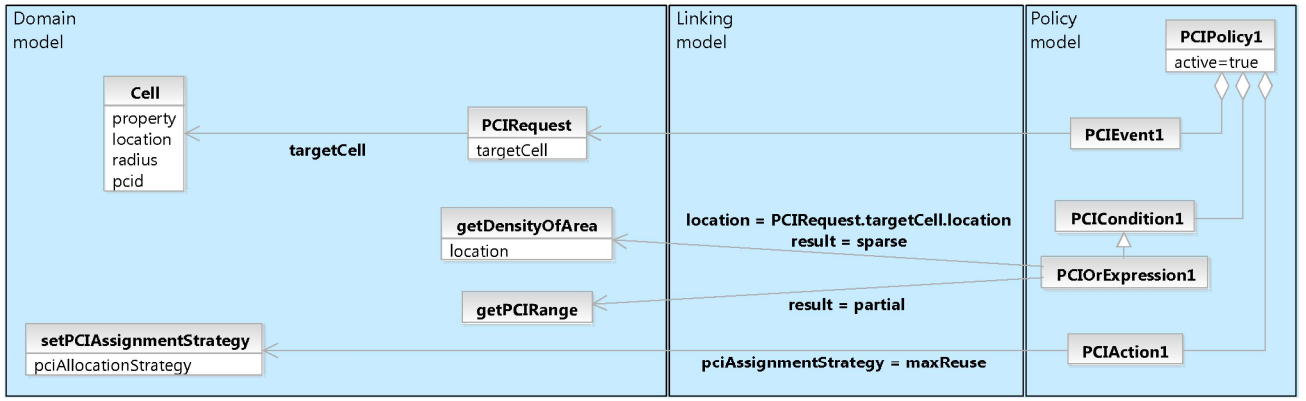 Domain
model
Linking
model
Policy
model
PCIPolicy1
active=true
Cell
property
location
radius
pcid
targetCell
PCIRequest
targetCell
PCIEvent1
getDensityOfArea
location
location = PCIRequest.targetCell.location
result = sparse
PCICondition1
PCIOrExpression1
getPCIRange
result = partial
setPCIAssignmentStrategy
pciAllocationStrategy
pciAssignmentStrategy = maxReuse
PCIAction1